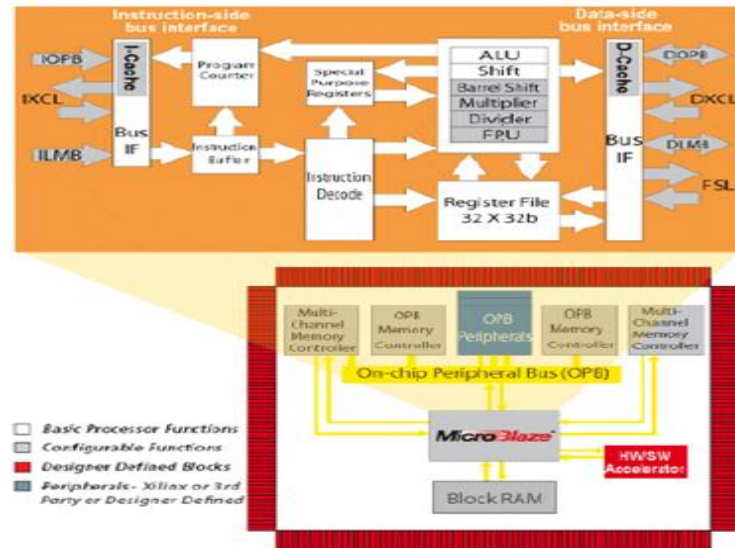 Instruction-side
bus interface
Data-side
bus interface
IOPB
IXCL
ILMB
I-Cache
Bus
IF
Program
Counter
Special
Purpose
Registers
Instruction
Buffer
Instruction
Decode
ALU
Shift
Barrel Shift
Multiplier
Divider
FPU
Register File
32 X 32b
D-Cache
Bus
IF
DOPB
DXCL
DLMB
FSL
Multi-
Channel
Memory
Controller
OPB
Memory
Controller
OPB
Peripherals
OPB
Memory
Controller
Multi-
Channel
Memory
Controller
On-chip Peripheral Bus (OPB)
MicroBlaze
HW/SW
Accelerator
Block RAM
Basic Processor Functions
Configurable Functions
Designer Defined Blocks
Peripherals - Xilinx or 3rd
Party or Designer Defined